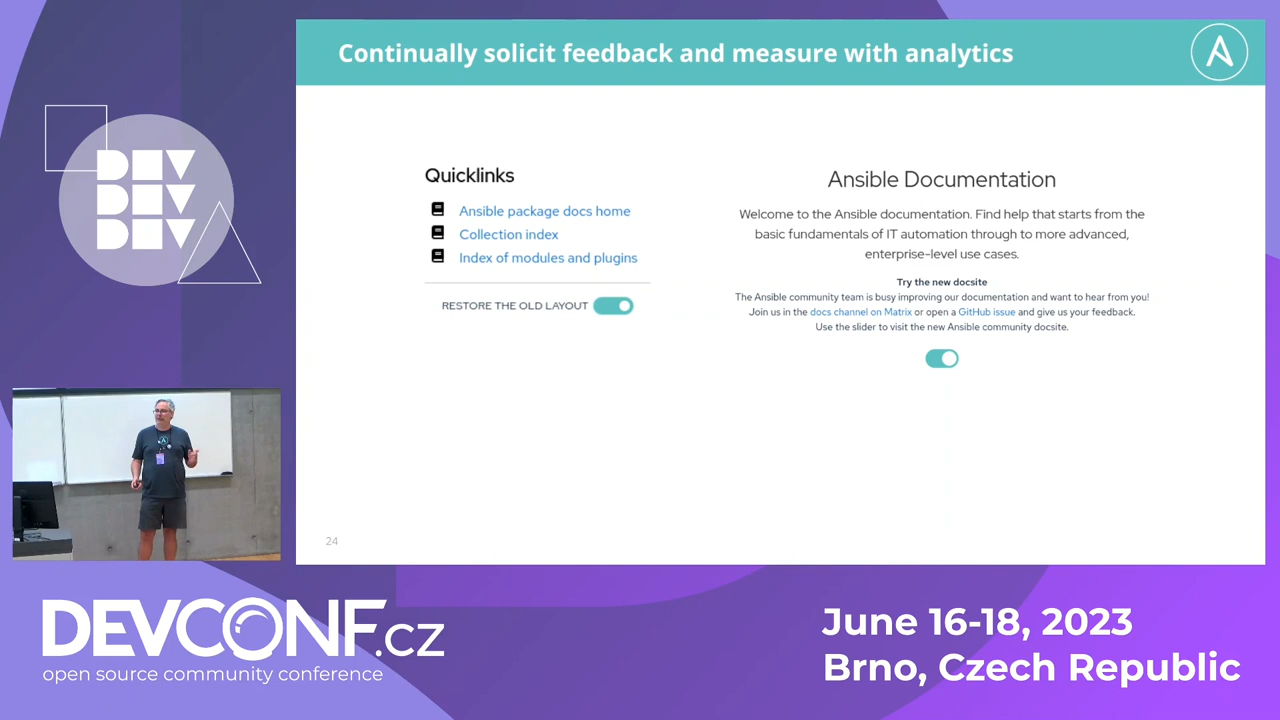 Continually solicit feedback and measure with analytics
A
DEV
DEV
DEV
Quicklinks
Ansible package docs home
Collection index
Index of modules and plugins
RESTORE THE OLD LAYOUT
Ansible Documentation
Welcome to the Ansible documentation. Find help that starts from the
basic fundamentals of IT automation through to more advanced,
enterprise-level use cases.
Try the new docsite
The Ansible community team is busy improving our documentation and want to hear from you!
Join us in the docs channel on Matrix or open a GitHub issue and give us your feedback.
Use the slider to visit the new Ansible community docsite.
24
DEVCONF.cz
open source community conference
June 16-18, 2023
Brno, Czech Republic